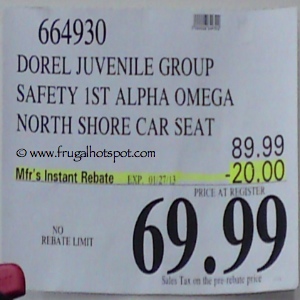 664930
DOREL JUVENILE GROUP
SAFETY 1ST ALPHA OMEGA
NORTH SHORE CAR SEAT
89.99
© www.frugalhotspot.com
Mfr's Instant Rebate EXP. 01/27/13 -20.00
PRICE AT REGISTER
69.99
NO
REBATE LIMIT
Sales Tax on the pre-rebate price